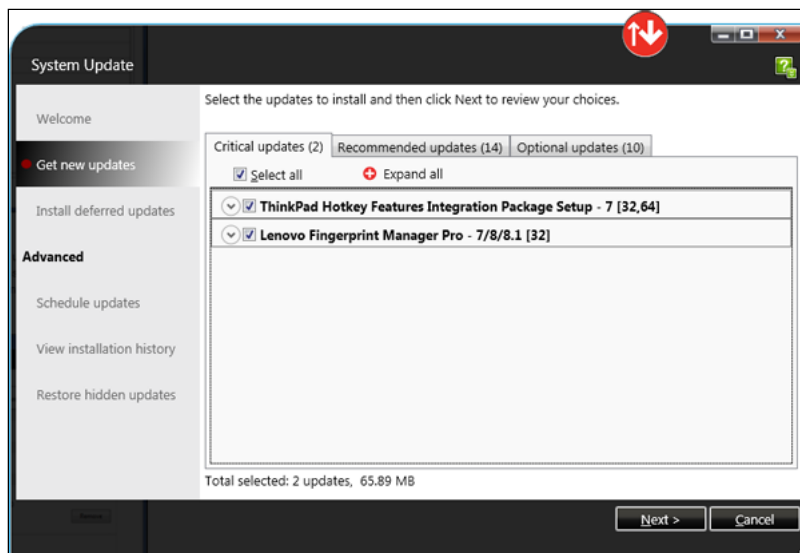 System Update
Welcome
Get new updates
Install deferred updates
Advanced
Schedule updates
View installation history
Restore hidden updates
Select the updates to install and then click Next to review your choices.
Critical updates (2) Recommended updates (14) Optional updates (10)
Select all Expand all
ThinkPad Hotkey Features Integration Package Setup - 7 [32,64]
Lenovo Fingerprint Manager Pro - 7/8/8.1 [32]
Total selected: 2 updates, 65.89 MB
Next > Cancel